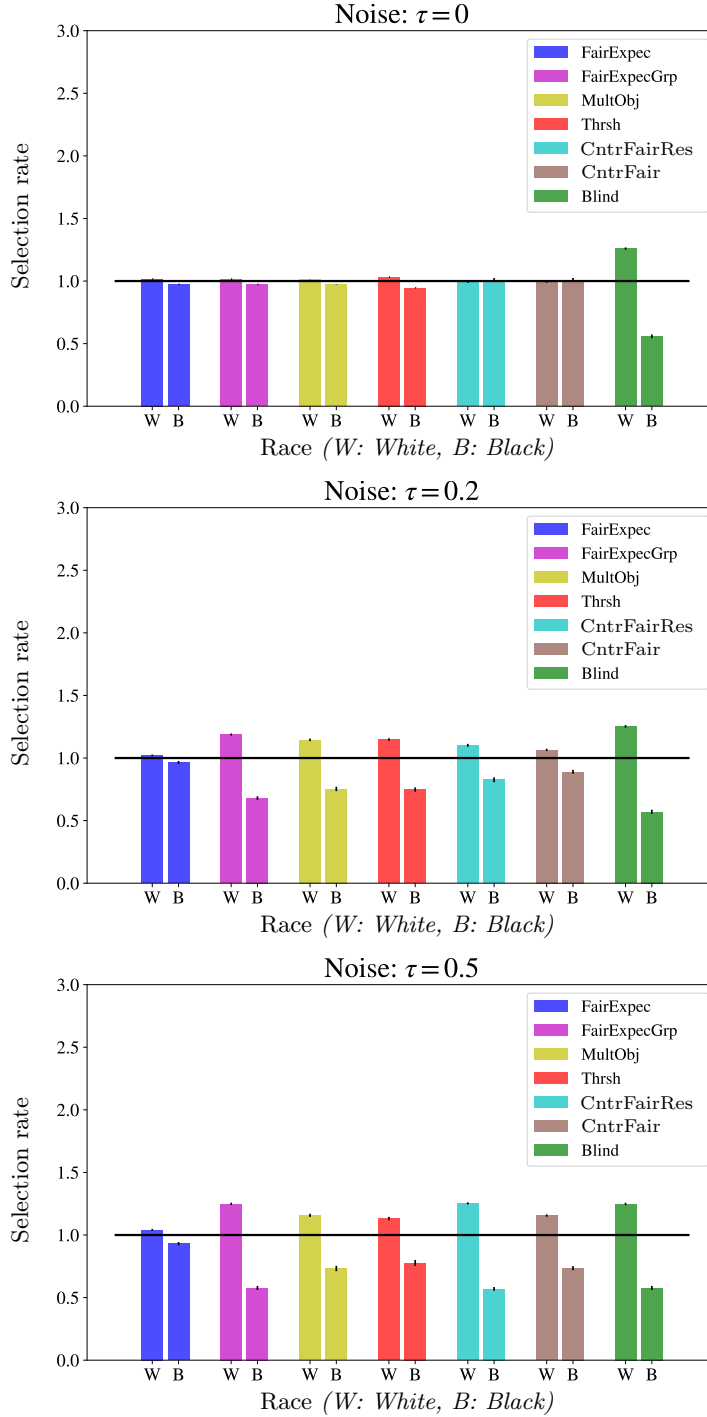 Noise: τ = 0
Selection rate
3.0
2.5
2.0
1.5
1.0
0.5
0.0
FairExpec
FairExpecGrp
MultObj
Thrsh
CntrFairRes
CntrFair
Blind
W B W B W B W B W B W B W B
Race (W: White, B: Black)
Noise: τ = 0.2
Selection rate
3.0
2.5
2.0
1.5
1.0
0.5
0.0
FairExpec
FairExpecGrp
MultObj
Thrsh
CntrFairRes
CntrFair
Blind
W B W B W B W B W B W B W B
Race (W: White, B: Black)
Noise: τ = 0.5
Selection rate
3.0
2.5
2.0
1.5
1.0
0.5
0.0
FairExpec
FairExpecGrp
MultObj
Thrsh
CntrFairRes
CntrFair
Blind
W B W B W B W B W B W B W B
Race (W: White, B: Black)